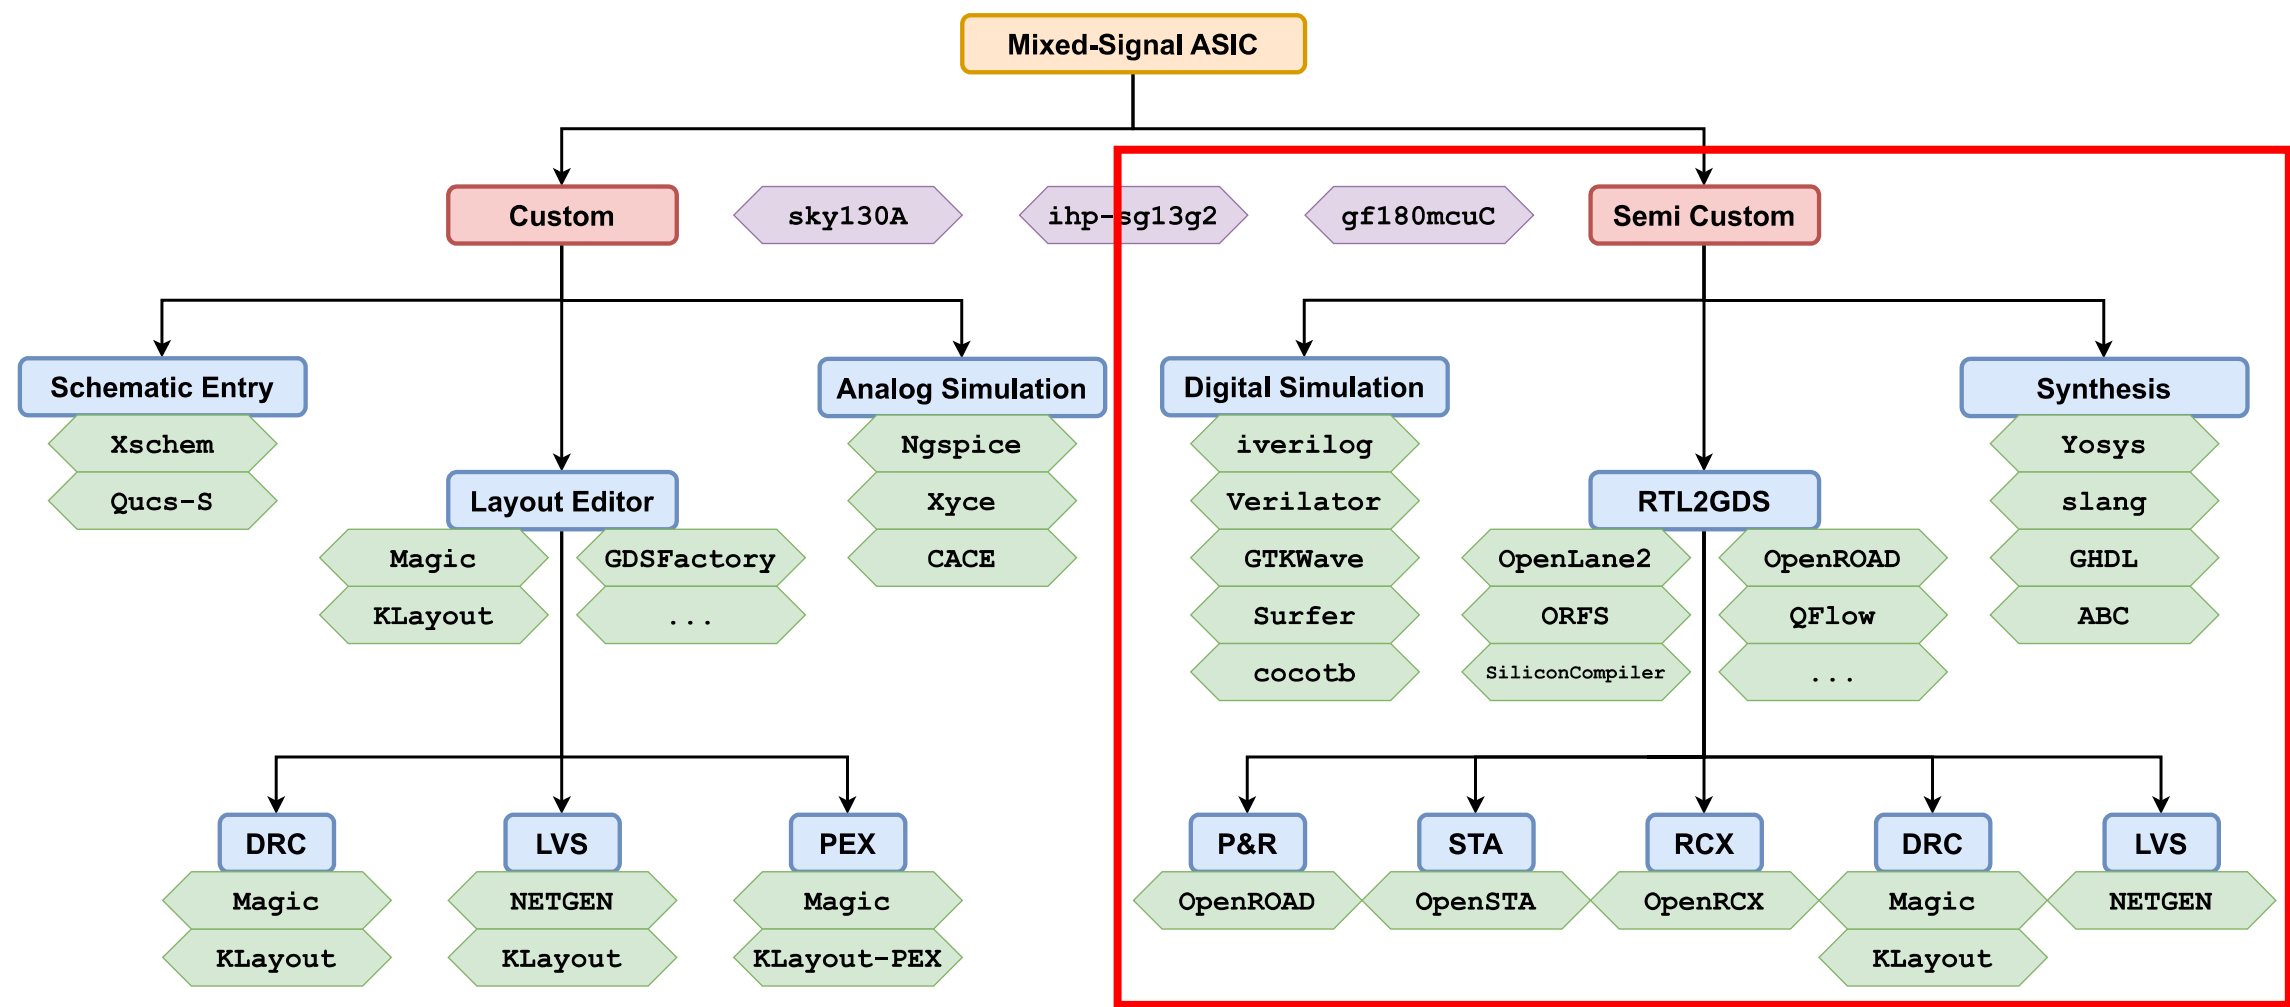 Mixed-Signal ASIC
Custom
sky130A
ihp-sg13g2
gf180mcuC
Semi Custom
Schematic Entry
Xschem
Qucs-S
Layout Editor
Magic
GDSFactory
KLayout
...
Analog Simulation
Ngspice
Xyce
CACE
DRC
Magic
KLayout
LVS
NETGEN
KLayout
PEX
Magic
KLayout-PEX
Digital Simulation
iverilog
Verilator
GTKWave
Surfer
cocotb
RTL2GDS
OpenLane2
OpenROAD
ORFS
QFlow
SiliconCompiler
...
Synthesis
Yosys
slang
GHDL
ABC
P&R
OpenROAD
STA
OpenSTA
RCX
OpenRCX
DRC
Magic
KLayout
LVS
NETGEN